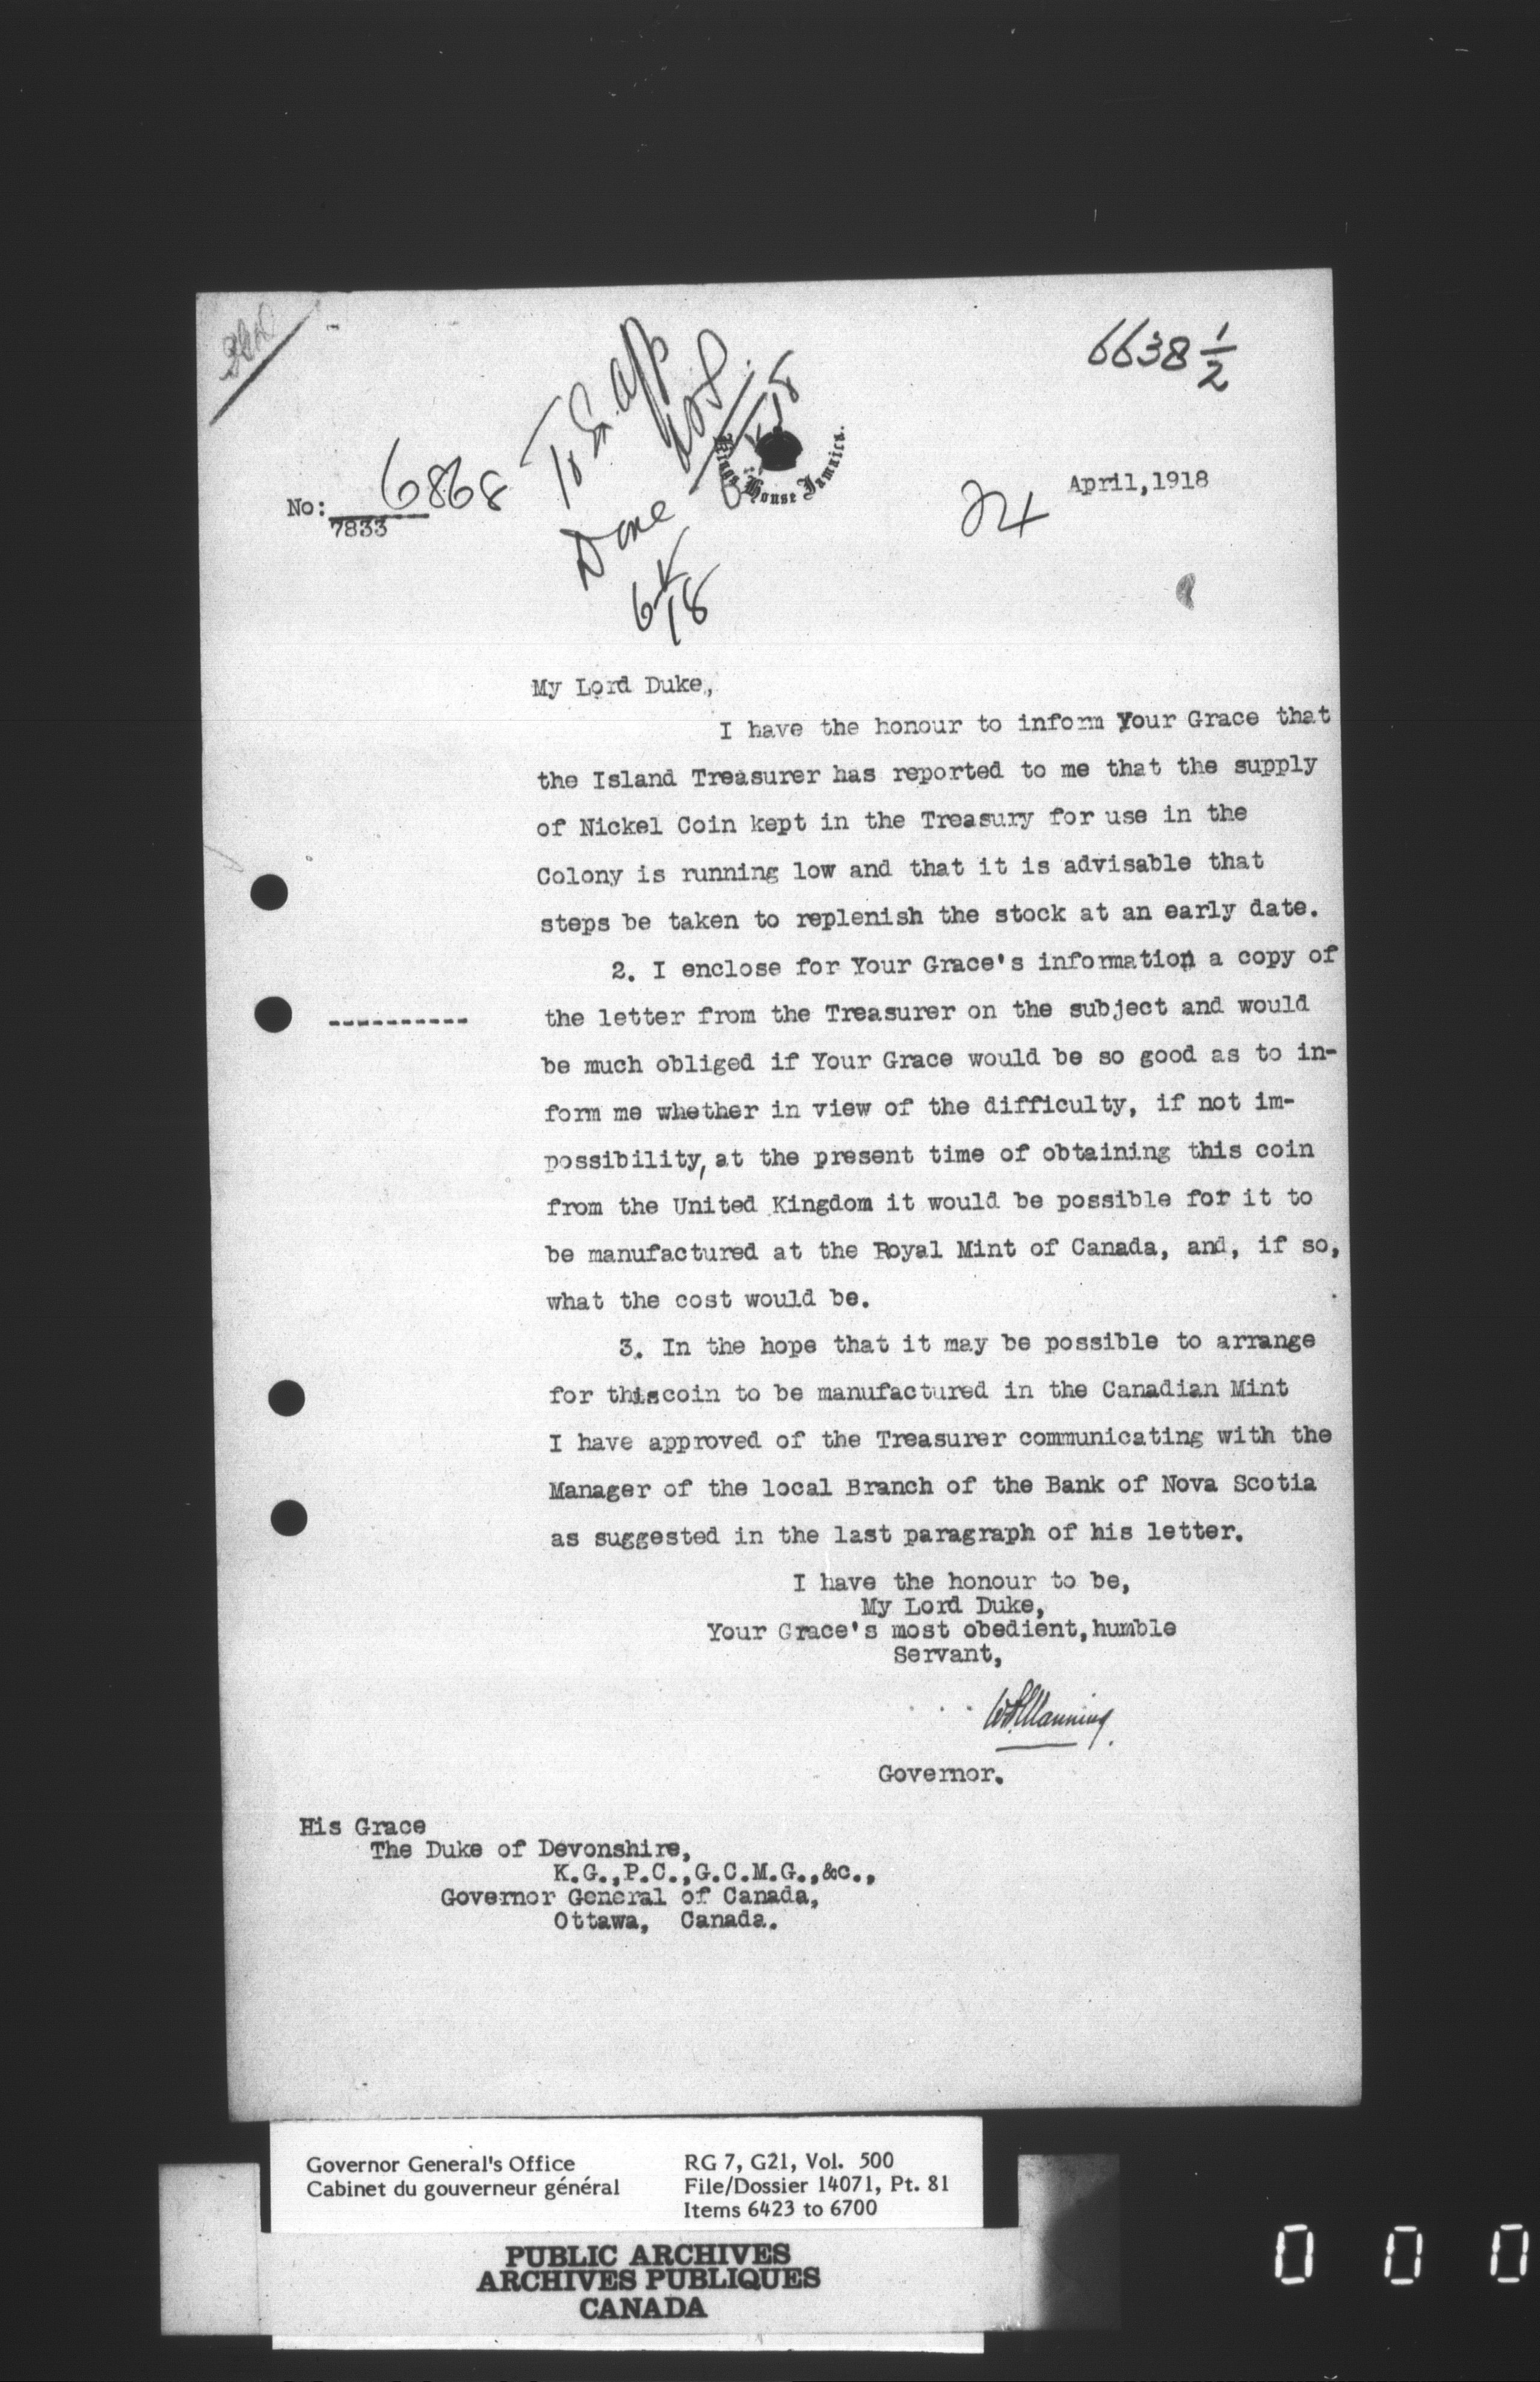 6638 1/2
To Ex. aff
Done
6/V/18
King's House Jamaica.
No: 6868
7833
24 April, 1918
My Lord Duke,
I have the honour to inform Your Grace that
the Island Treasurer has reported to me that the supply
of Nickel Coin kept in the Treasury for use in the
Colony is running low and that it is advisable that
steps be taken to replenish the stock at an early date.
2. I enclose for Your Grace's information a copy of
the letter from the Treasurer on the subject and would
be much obliged if Your Grace would be so good as to in-
form me whether in view of the difficulty, if not im-
possibility, at the present time of obtaining this coin
from the United Kingdom it would be possible for it to
be manufactured at the Royal Mint of Canada, and, if so,
what the cost would be.
3. In the hope that it may be possible to arrange
for this coin to be manufactured in the Canadian Mint
I have approved of the Treasurer communicating with the
Manager of the local Branch of the Bank of Nova Scotia
as suggested in the last paragraph of his letter.
I have the honour to be,
My Lord Duke,
Your Grace's most obedient, humble
Servant,
W H Manning.
Governor.
His Grace
The Duke of Devonshire,
K.G.,P.C.,G.C.M.G.,&c.,
Governor General of Canada,
Ottawa, Canada.
Governor General's Office
Cabinet du gouverneur général
RG 7, G21, Vol. 500
File/Dossier 14071, Pt. 81
Items 6423 to 6700
PUBLIC ARCHIVES
ARCHIVES PUBLIQUES
CANADA
0 0 0